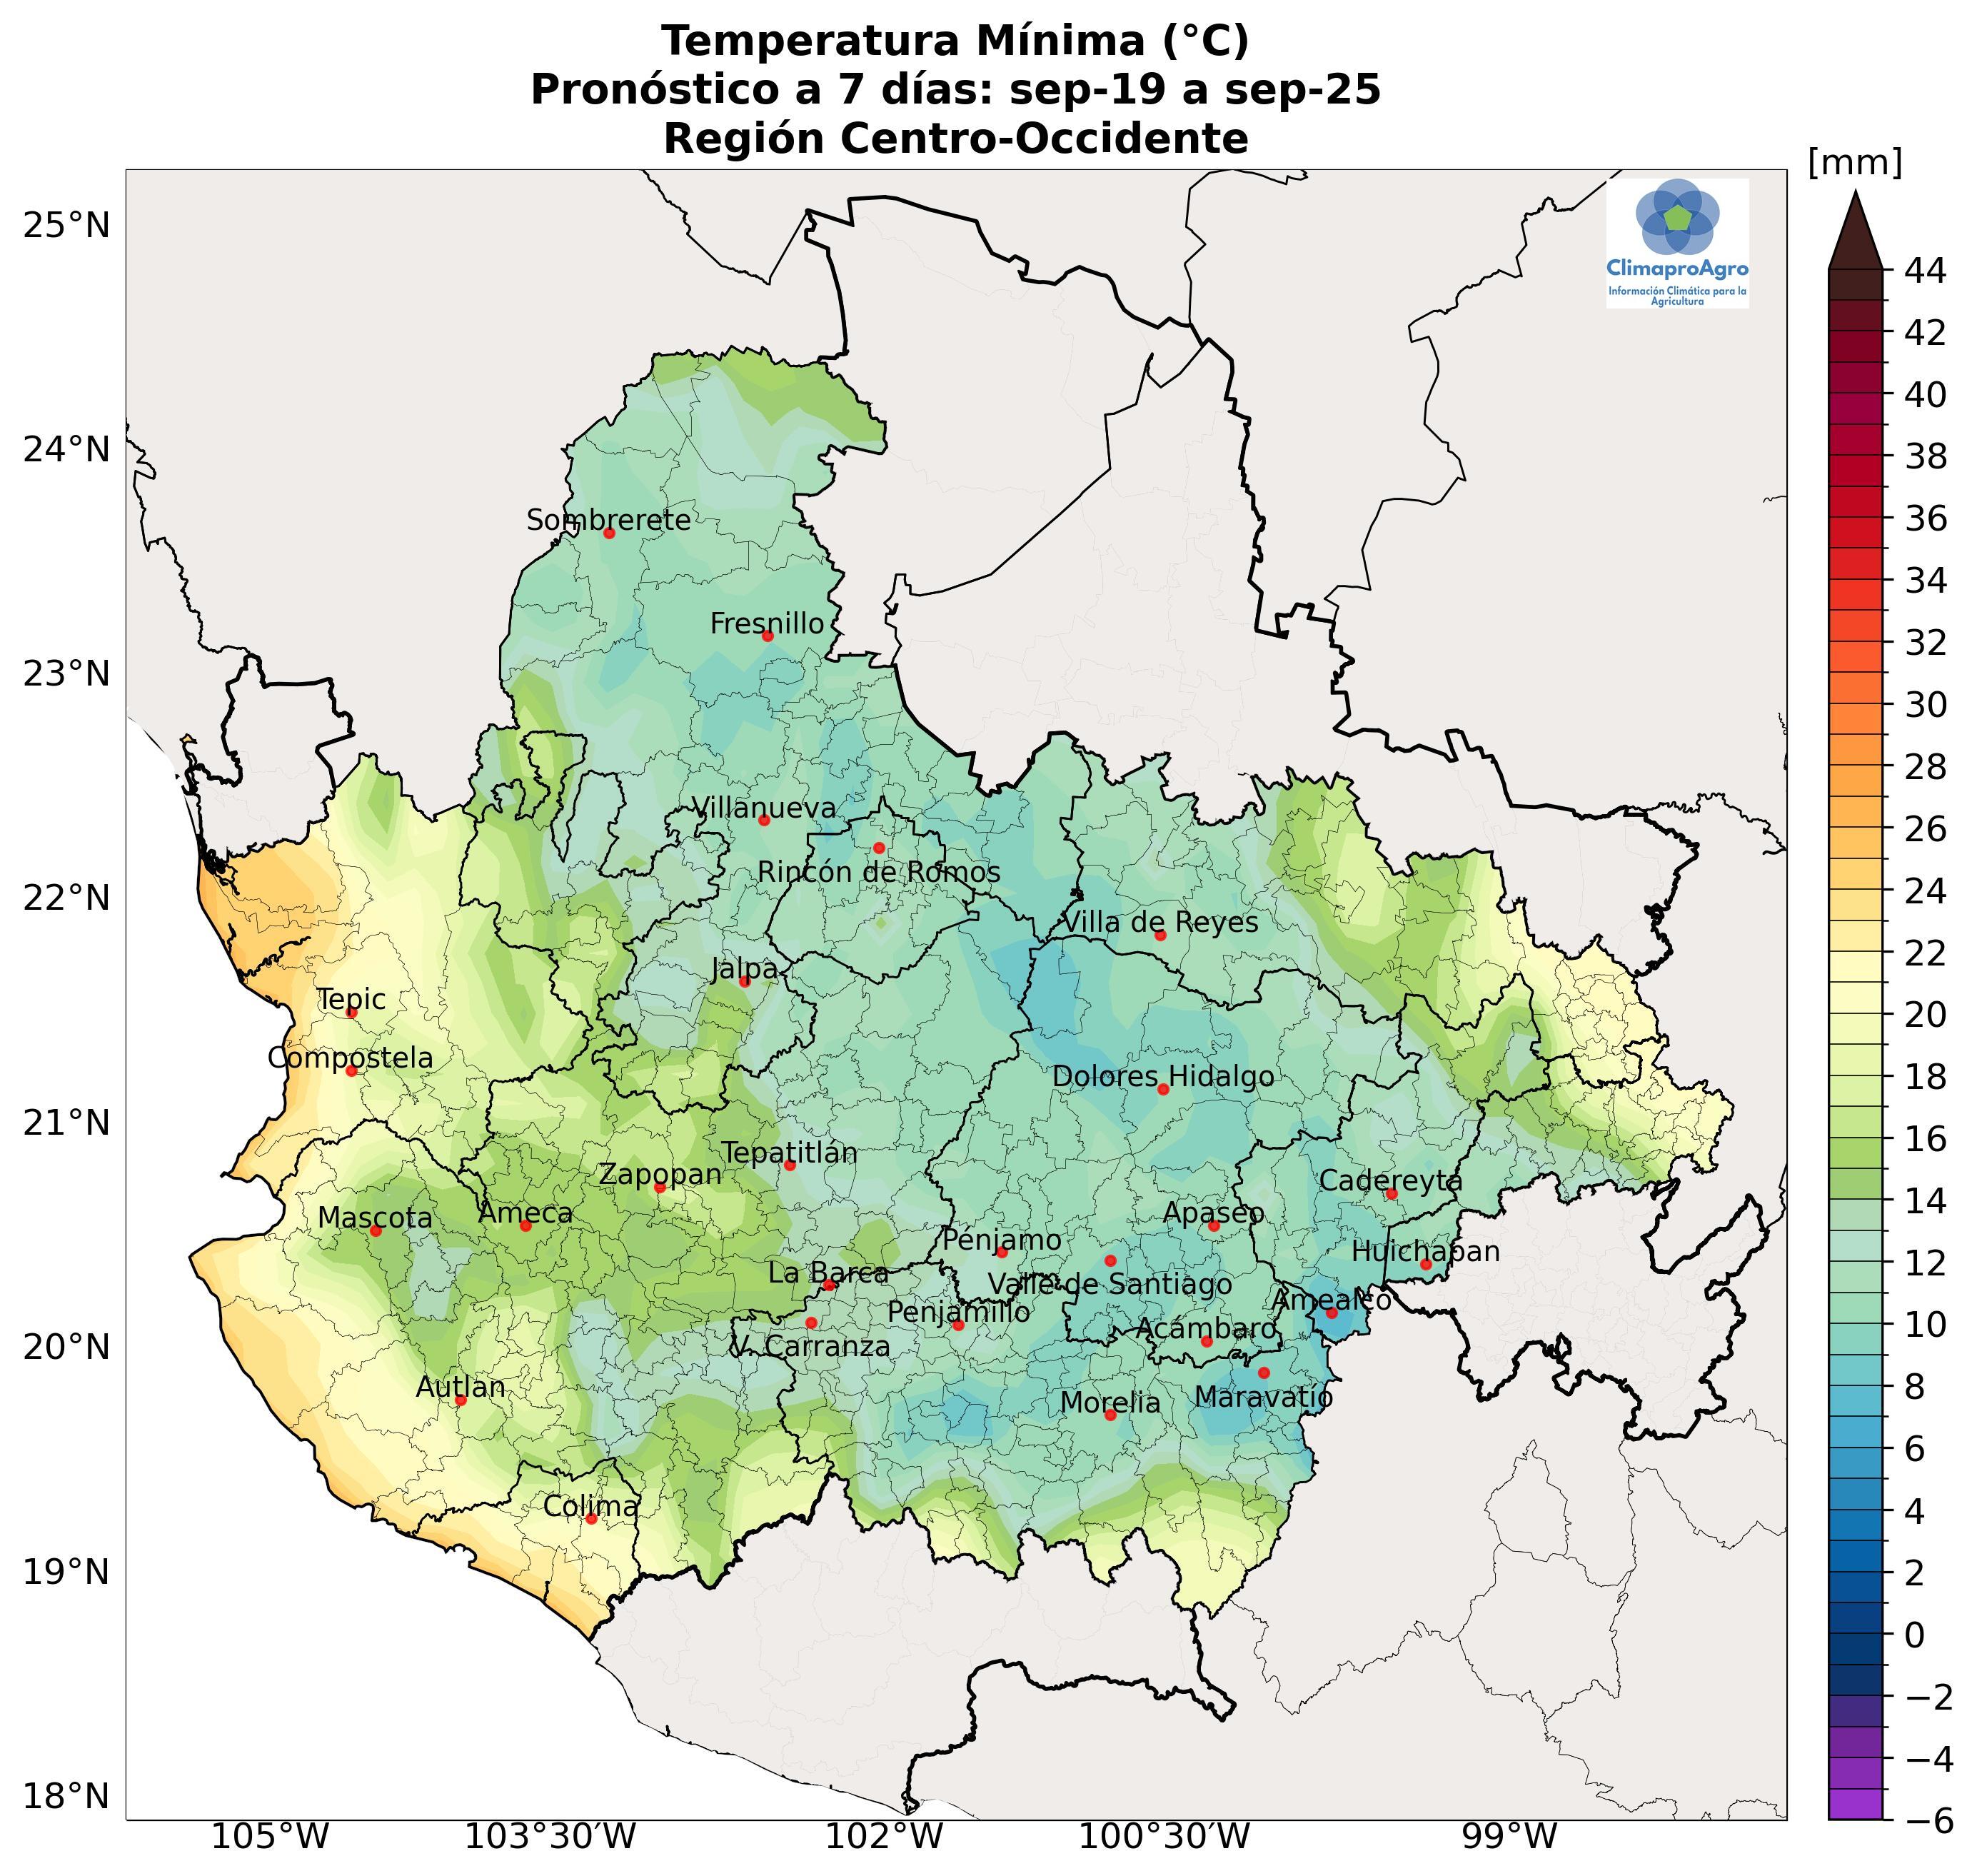 Temperatura Mínima (°C)
Pronóstico a 7 días: sep-19 a sep-25
Región Centro-Occidente
[mm]
ClimaproAgro
Información Climática para la
Agricultura
25°N
24°N
23°N
22°N
21°N
20°N
19°N
18°N
Sombrerete
Fresnillo
Villanueva
Rincón de Romos
Villa de Reyes
Jalpa
Tepic
Compostela
Dolores Hidalgo
Tepatitlán
Zapopan
Cadereyta
Mascota
Ameca
Apaseo
Pénjamo
Huichapan
La Barca
Valle de Santiago
Amealco
Penjamillo
Acámbaro
V. Carranza
Autlan
Morelia
Maravatío
Colima
105°W
103°30′W
102°W
100°30′W
99°W
44
42
40
38
36
34
32
30
28
26
24
22
20
18
16
14
12
10
8
6
4
2
0
−2
−4
−6